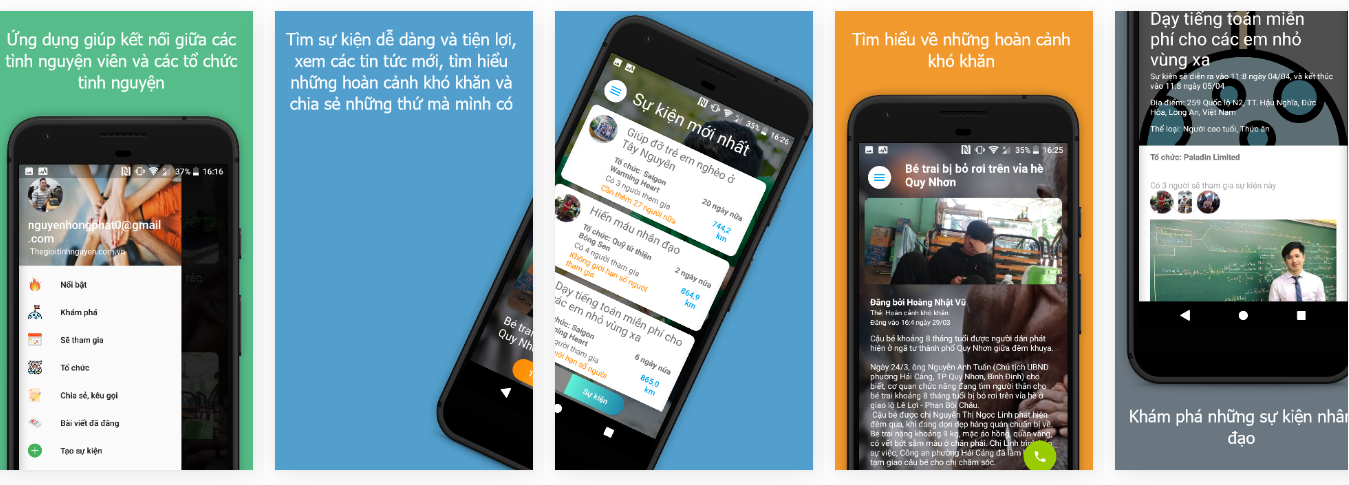 Ứng dụng giúp kết nối giữa các
tình nguyện viên và các tổ chức
tình nguyện
37% 16:16
nguyenhongphat0@gmail
.com
Thegioitinhnguyen.com.vn
rác
Nổi bật
Khám phá
Sẽ tham gia
Tổ chức
Chia sẻ, kêu gọi
Bài viết đã đăng
Tạo sự kiện
Tìm sự kiện dễ dàng và tiện lợi,
xem các tin tức mới, tìm hiểu
những hoàn cảnh khó khăn và
chia sẻ những thứ mà mình có
Bé trai
Quy Nh
35% 16:26
Sự kiện mới nhất
Giúp đỡ trẻ em nghèo ở
Tây Nguyên
Tổ chức: Saigon
Warming Heart
Có 3 người tham gia
Cần thêm 27 người nữa
20 ngày nữa
744,2
km
Hiến máu nhân đạo
Tổ chức: Quỹ từ thiện
Bông Sen
Có 4 người tham gia
Không giới hạn số người
tham gia
2 ngày nữa
864,9
km
Dạy tiếng toán miễn phí cho
các em nhỏ vùng xa
chức: Saigon
ming Heart
người tham gia
giới hạn số người
6 ngày nữa
865,0
km
Sự kiện
Tìm hiểu về những hoàn cảnh
khó khăn
35% 16:25
Bé trai bị bỏ rơi trên vỉa hè
Quy Nhơn
Đăng bởi Hoàng Nhật Vũ
Thẻ: Hoàn cảnh khó khăn
Đăng vào 16:4 ngày 29/03
Cậu bé khoảng 8 tháng tuổi được người dân phát
hiện ở ngã tư thành phố Quy Nhơn giữa đêm khuya.
Ngày 24/3, ông Nguyễn Anh Tuấn (Chủ tịch UBND
phường Hải Cảng, TP Quy Nhơn, Bình Định) cho
biết, cơ quan chức năng đang tìm người thân cho
bé trai khoảng 8 tháng tuổi bị bỏ rơi trên vỉa hè ở
giao lộ Lê Lợi - Phan Bội Châu.
Cậu bé được chị Nguyễn Thị Ngọc Linh phát hiện
đêm qua, khi đang dọn dẹp hàng quán chuẩn bị về.
Bé trai nặng khoảng 9 kg, mặc áo hồng, quần vàng,
có vết bớt sẫm màu ở chân phải. Chị Linh trình
sự việc, Công an phường Hải Cảng đã làm
tạm giao cậu bé cho chị chăm sóc.
Dạy tiếng toán miễn
phí cho các em nhỏ
vùng xa
Sự kiện sẽ diễn ra vào 11:8 ngày 04/04, và kết thúc
vào 11:8 ngày 05/04
Địa điểm: 259 Quốc lộ N2, TT. Hậu Nghĩa, Đức
Hòa, Long An, Việt Nam
Thể loại: Người cao tuổi, Thức ăn
Tổ chức: Paladin Limited
Có 3 người sẽ tham gia sự kiện này
Khám phá những sự kiện nhân
đạo